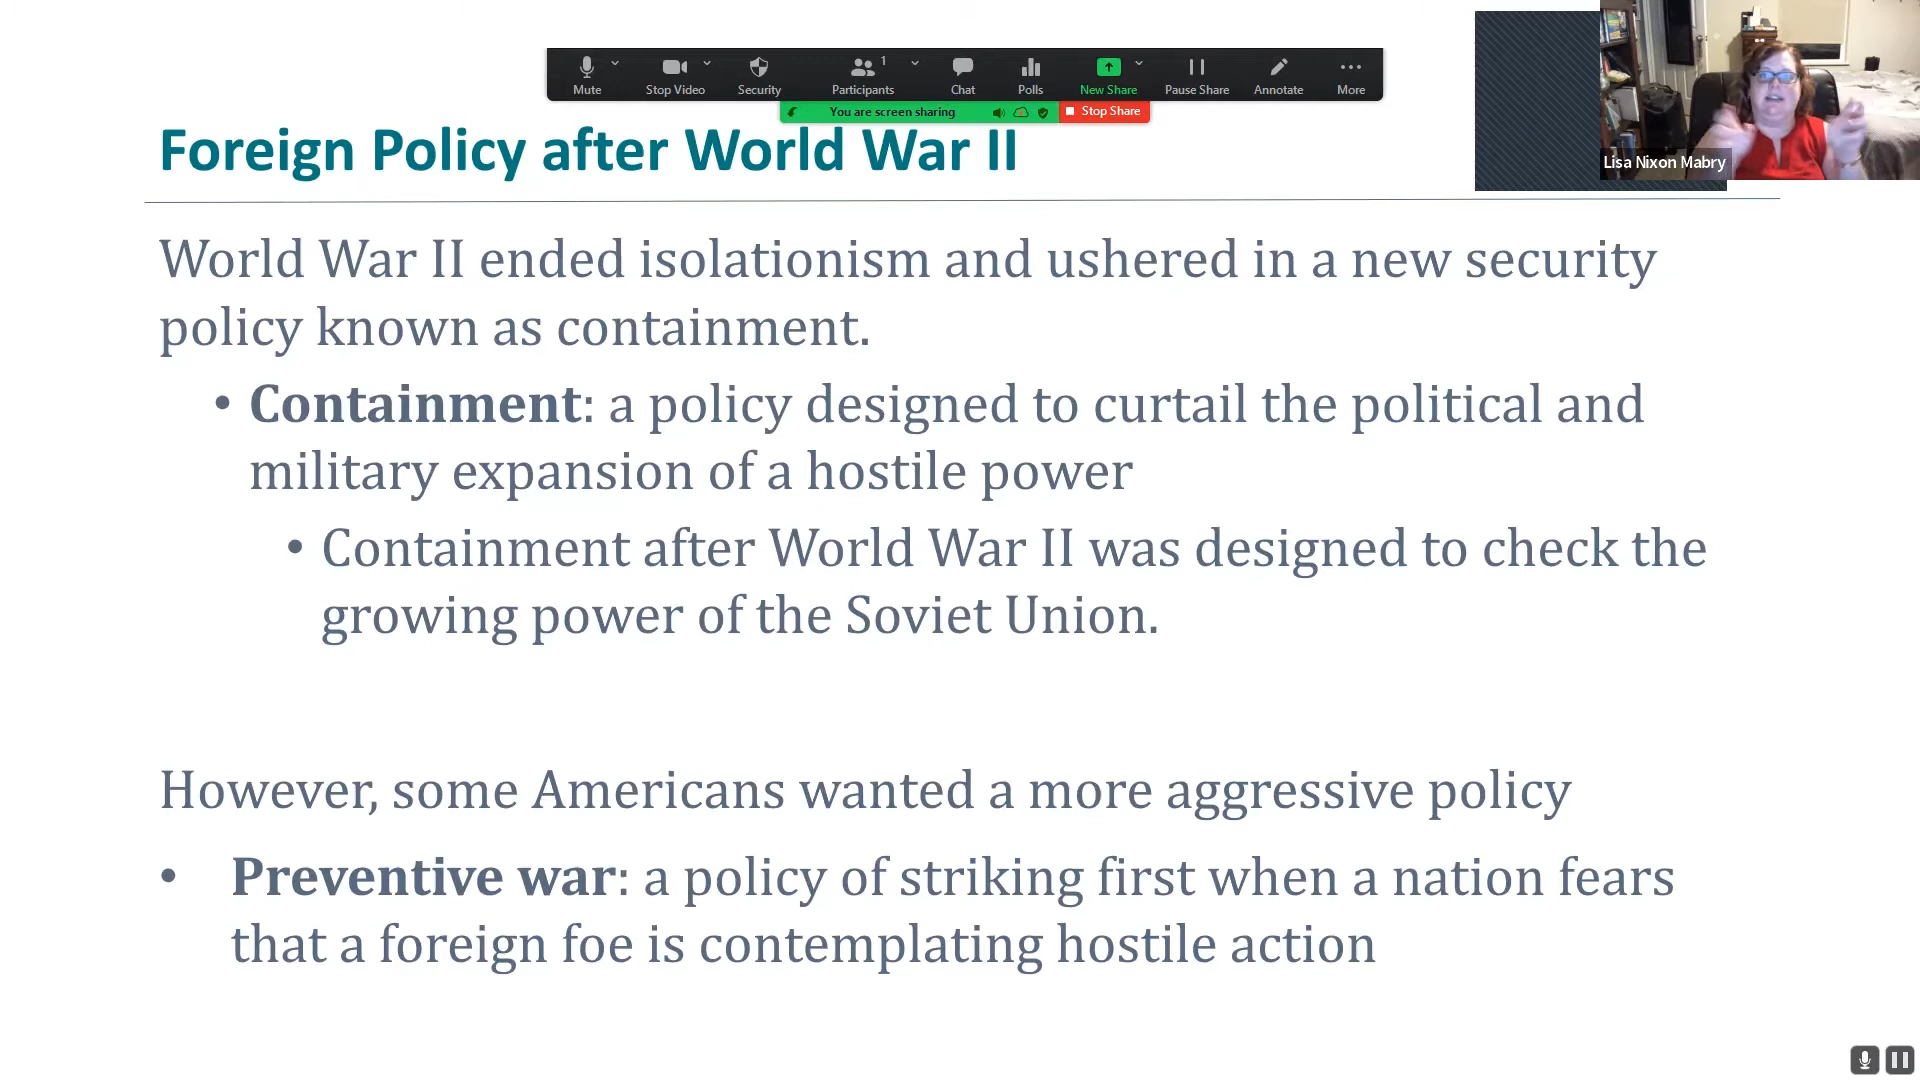 Mute
Stop Video
Security
Participants
1
Chat
Polls
New Share
Pause Share
Annotate
More
You are screen sharing
Stop Share
Lisa Nixon Mabry
Foreign Policy after World War II
World War II ended isolationism and ushered in a new security
policy known as containment.
• Containment: a policy designed to curtail the political and
military expansion of a hostile power
• Containment after World War II was designed to check the
growing power of the Soviet Union.
However, some Americans wanted a more aggressive policy
• Preventive war: a policy of striking first when a nation fears
that a foreign foe is contemplating hostile action